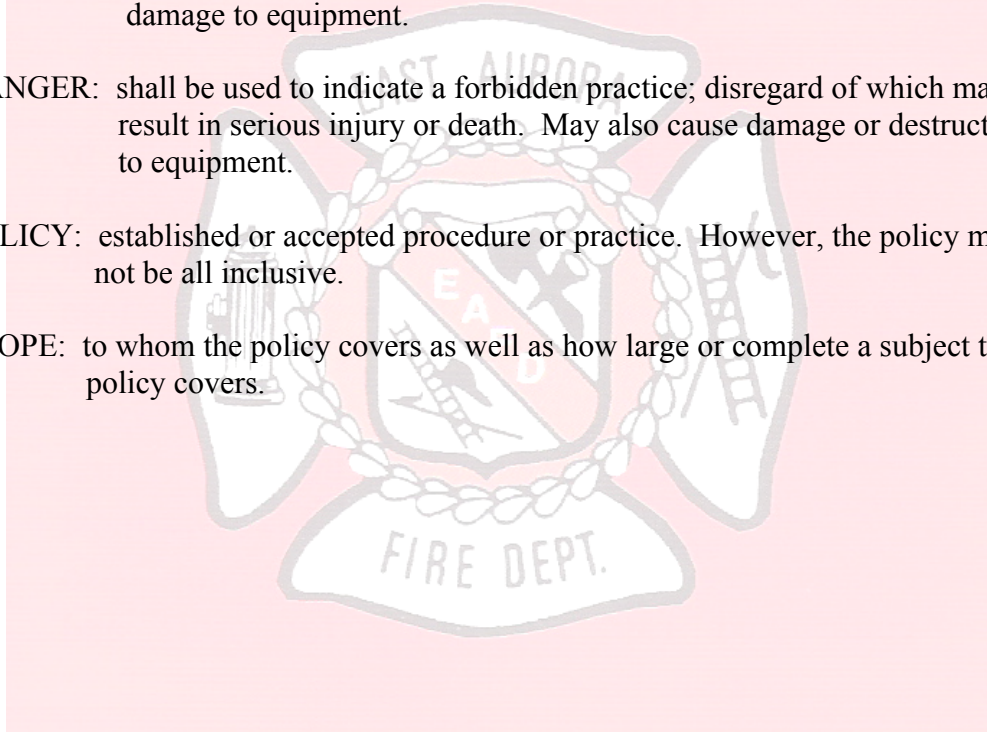 damage to equipment.
ANGER: shall be used to indicate a forbidden practice; disregard of which ma
result in serious injury or death. May also cause damage or destruct
to equipment.
LICY: established or accepted procedure or practice. However, the policy m
not be all inclusive.
OPE: to whom the policy covers as well as how large or complete a subject t
policy covers.
EAST AURORA
EAFD
FIRE DEPT.